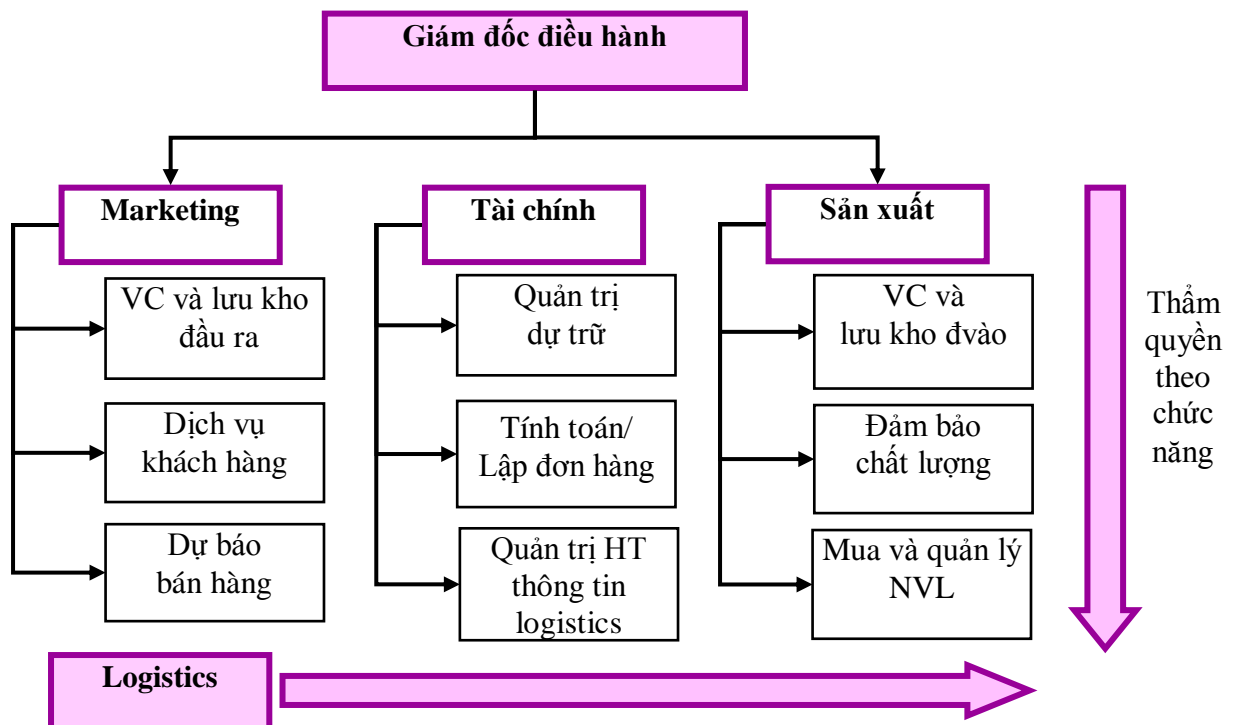 Giám đốc điều hành
Marketing
VC và lưu kho
đầu ra
Dịch vụ
khách hàng
Dự báo
bán hàng
Tài chính
Quản trị
dự trữ
Tính toán/
Lập đơn hàng
Quản trị HT
thông tin
logistics
Sản xuất
VC và
lưu kho đvào
Đảm bảo
chất lượng
Mua và quản lý
NVL
Thẩm
quyền
theo
chức
năng
Logistics